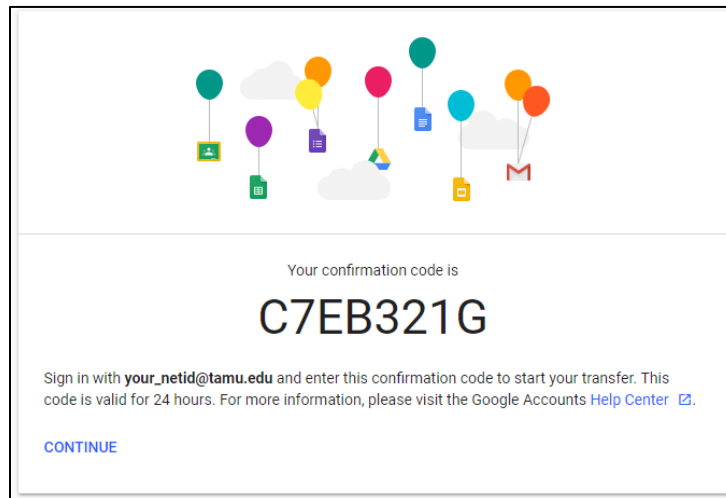 Your confirmation code is
C7EB321G
Sign in with your_netid@tamu.edu and enter this confirmation code to start your transfer. This
code is valid for 24 hours. For more information, please visit the Google Accounts Help Center.
CONTINUE